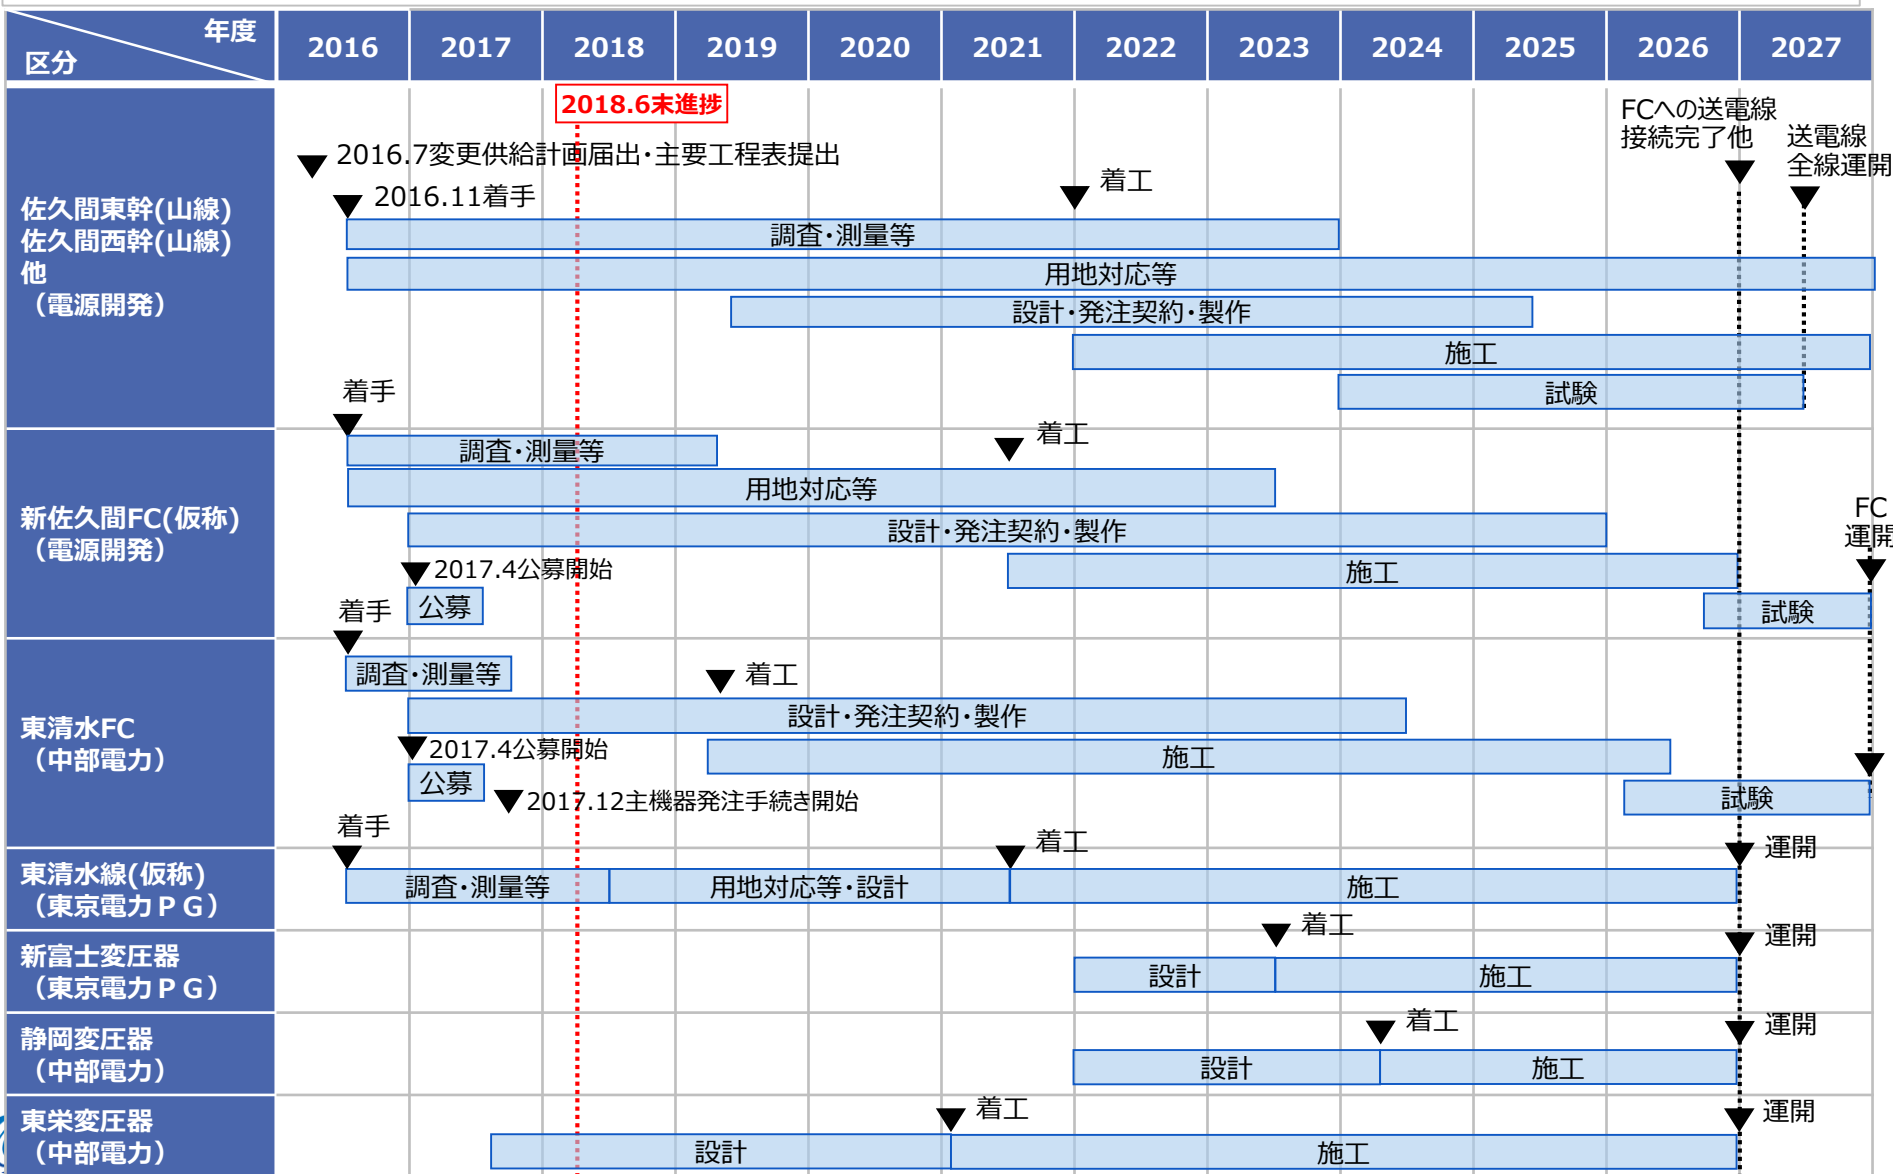 年度
区分
2016 2017 2018 2019 2020 2021 2022 2023 2024 2025 2026 2027
2018.6末進捗
佐久間東幹(山線)
佐久間西幹(山線)
他
（電源開発）
2016.7変更供給計画届出・主要工程表提出
2016.11着手
着工
FCへの送電線
接続完了他
送電線
全線運開
調査・測量等
用地対応等
設計・発注契約・製作
施工
試験
新佐久間FC(仮称)
（電源開発）
着手
着工
調査・測量等
用地対応等
設計・発注契約・製作
2017.4公募開始
施工
公募
試験
FC
運開
東清水FC
（中部電力）
着手
調査・測量等
着工
設計・発注契約・製作
2017.4公募開始
施工
公募
2017.12主機器発注手続き開始
試験
東清水線(仮称)
（東京電力ＰＧ）
着手
着工
運開
調査・測量等
用地対応等・設計
施工
新富士変圧器
（東京電力ＰＧ）
着工
運開
設計
施工
静岡変圧器
（中部電力）
着工
運開
設計
施工
東栄変圧器
（中部電力）
着工
運開
設計
施工